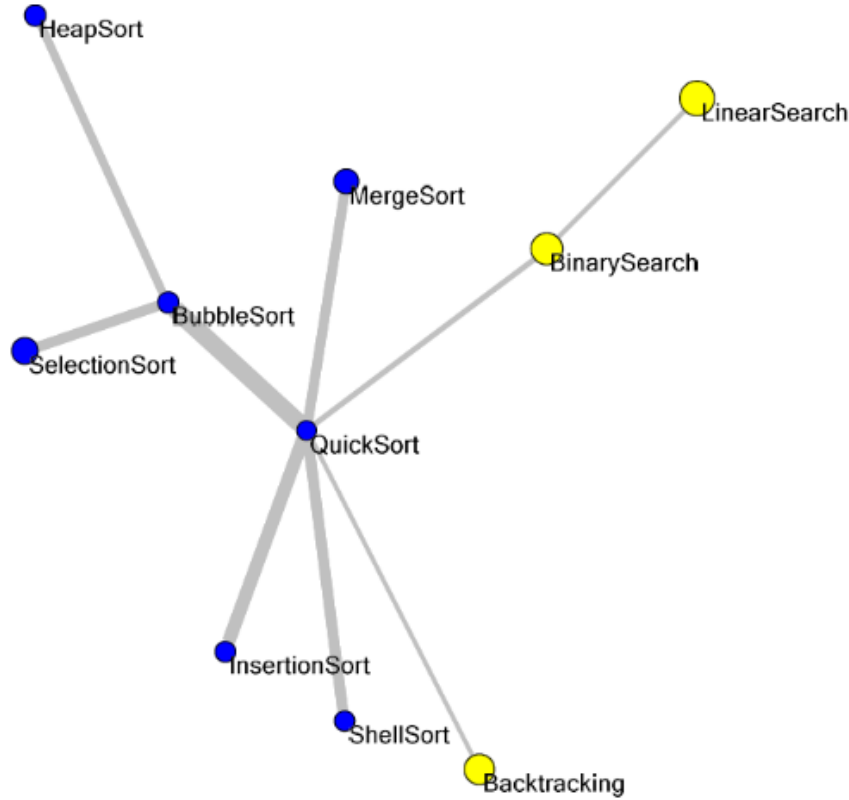 HeapSort
LinearSearch
MergeSort
BinarySearch
BubbleSort
SelectionSort
QuickSort
InsertionSort
ShellSort
Backtracking